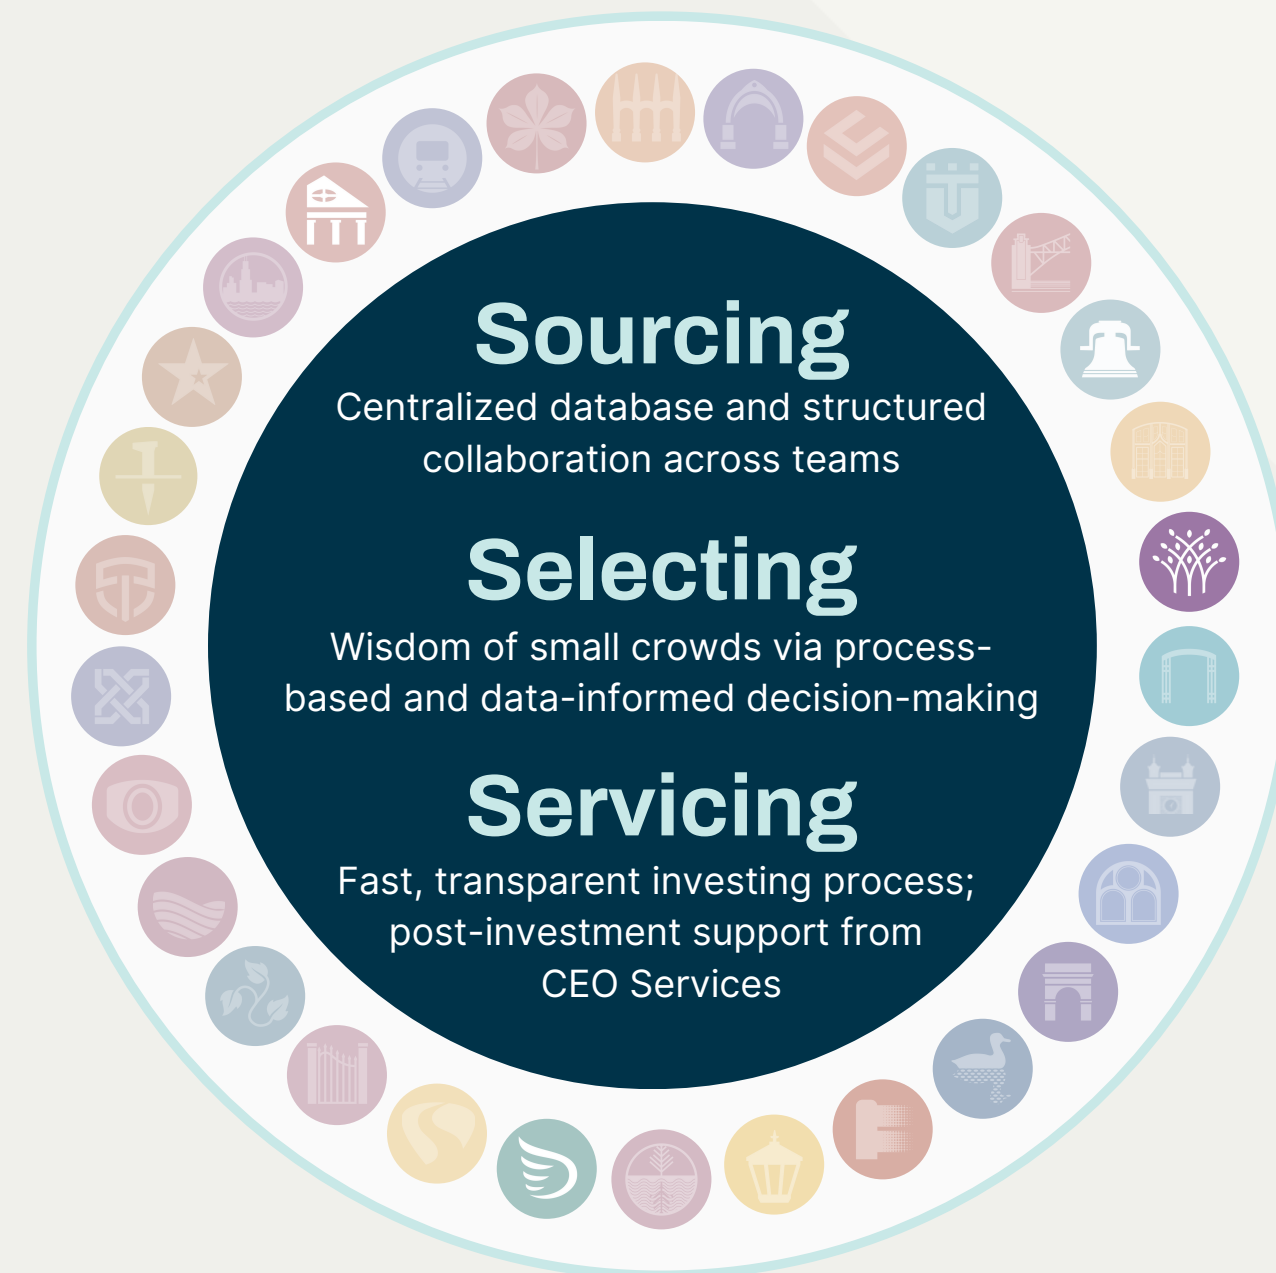 Sourcing
Centralized database and structured
collaboration across teams
Selecting
Wisdom of small crowds via process-
based and data-informed decision-making
Servicing
Fast, transparent investing process;
post-investment support from
CEO Services